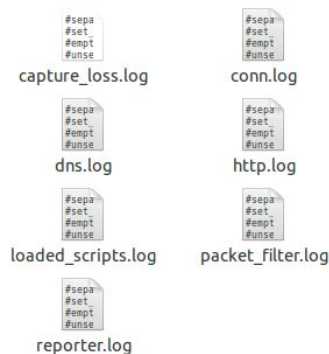 #sepa
#set_
#empt
#unse
capture_loss.log
#sepa
#set_
#empt
#unse
conn.log
#sepa
#set_
#empt
#unse
dns.log
#sepa
#set_
#empt
#unse
http.log
#sepa
#set_
#empt
#unse
loaded_scripts.log
#sepa
#set_
#empt
#unse
packet_filter.log
#sepa
#set_
#empt
#unse
reporter.log